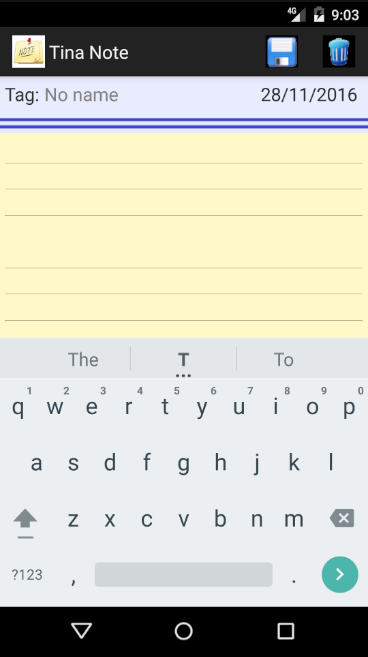 4G 9:03
NOTE Tina Note
Tag: No name 28/11/2016
The T To
1 2 3 4 5 6 7 8 9 0
q w e r t y u i o p
a s d f g h j k l
z x c v b n m
?123 , .